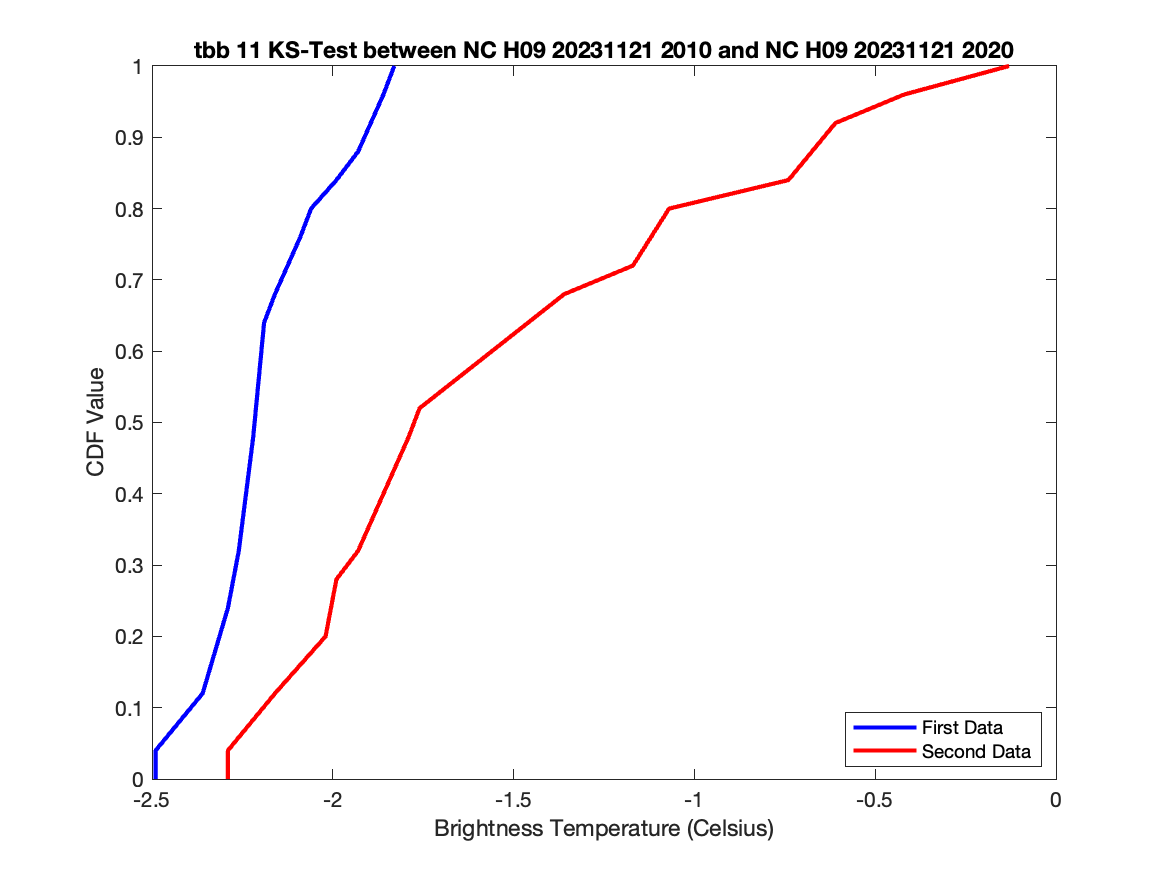 tbb 11 KS-Test between NC H09 20231121 2010 and NC H09 20231121 2020
1
0.9
0.8
0.7
0.6
0.5
0.4
0.3
0.2
0.1
0
CDF Value
First Data
Second Data
-2.5 -2 -1.5 -1 -0.5 0
Brightness Temperature (Celsius)